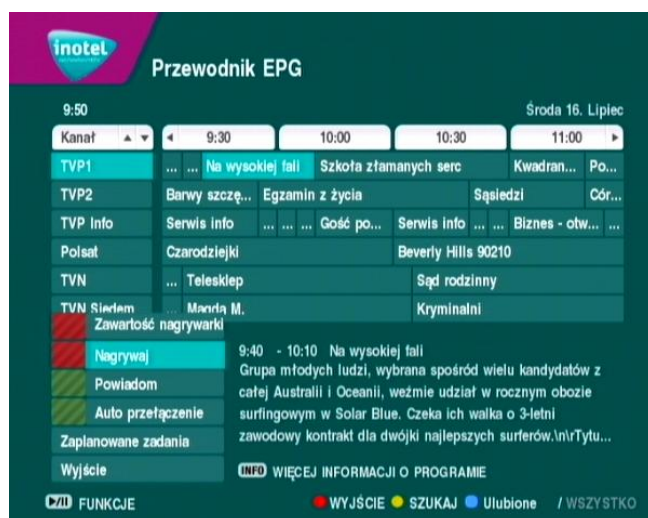 inotel
Przewodnik EPG
9:50 Środa 16. Lipiec
Kanał 9:30 10:00 10:30 11:00
TVP1 ... ... Na wysokiej fali Szkoła złamanych serc Kwadran... Po...
TVP2 Barwy szczę... Egzamin z życia Sąsiedzi Cór...
TVP Info Serwis info ... ... ... Gość po... Serwis info ... ... Biznes - otw... ...
Polsat Czarodziejki Beverly Hills 90210
TVN ... Telesklep Sąd rodzinny
TVN Siedem ... Magda M. Kryminalni
Zawartość nagrywarki
Nagrywaj
Powiadom
Auto przełączenie
Zaplanowane zadania
Wyjście
9:40 - 10:10 Na wysokiej fali
Grupa młodych ludzi, wybrana spośród wielu kandydatów z
całej Australii i Oceanii, weźmie udział w rocznym obozie
surfingowym w Solar Blue. Czeka ich walka o 3-letni
zawodowy kontrakt dla dwójki najlepszych surferów.\n\rTytu...
INFO WIĘCEJ INFORMACJI O PROGRAMIE
FUNKCJE WYJŚCIE SZUKAJ Ulubione / WSZYSTKO